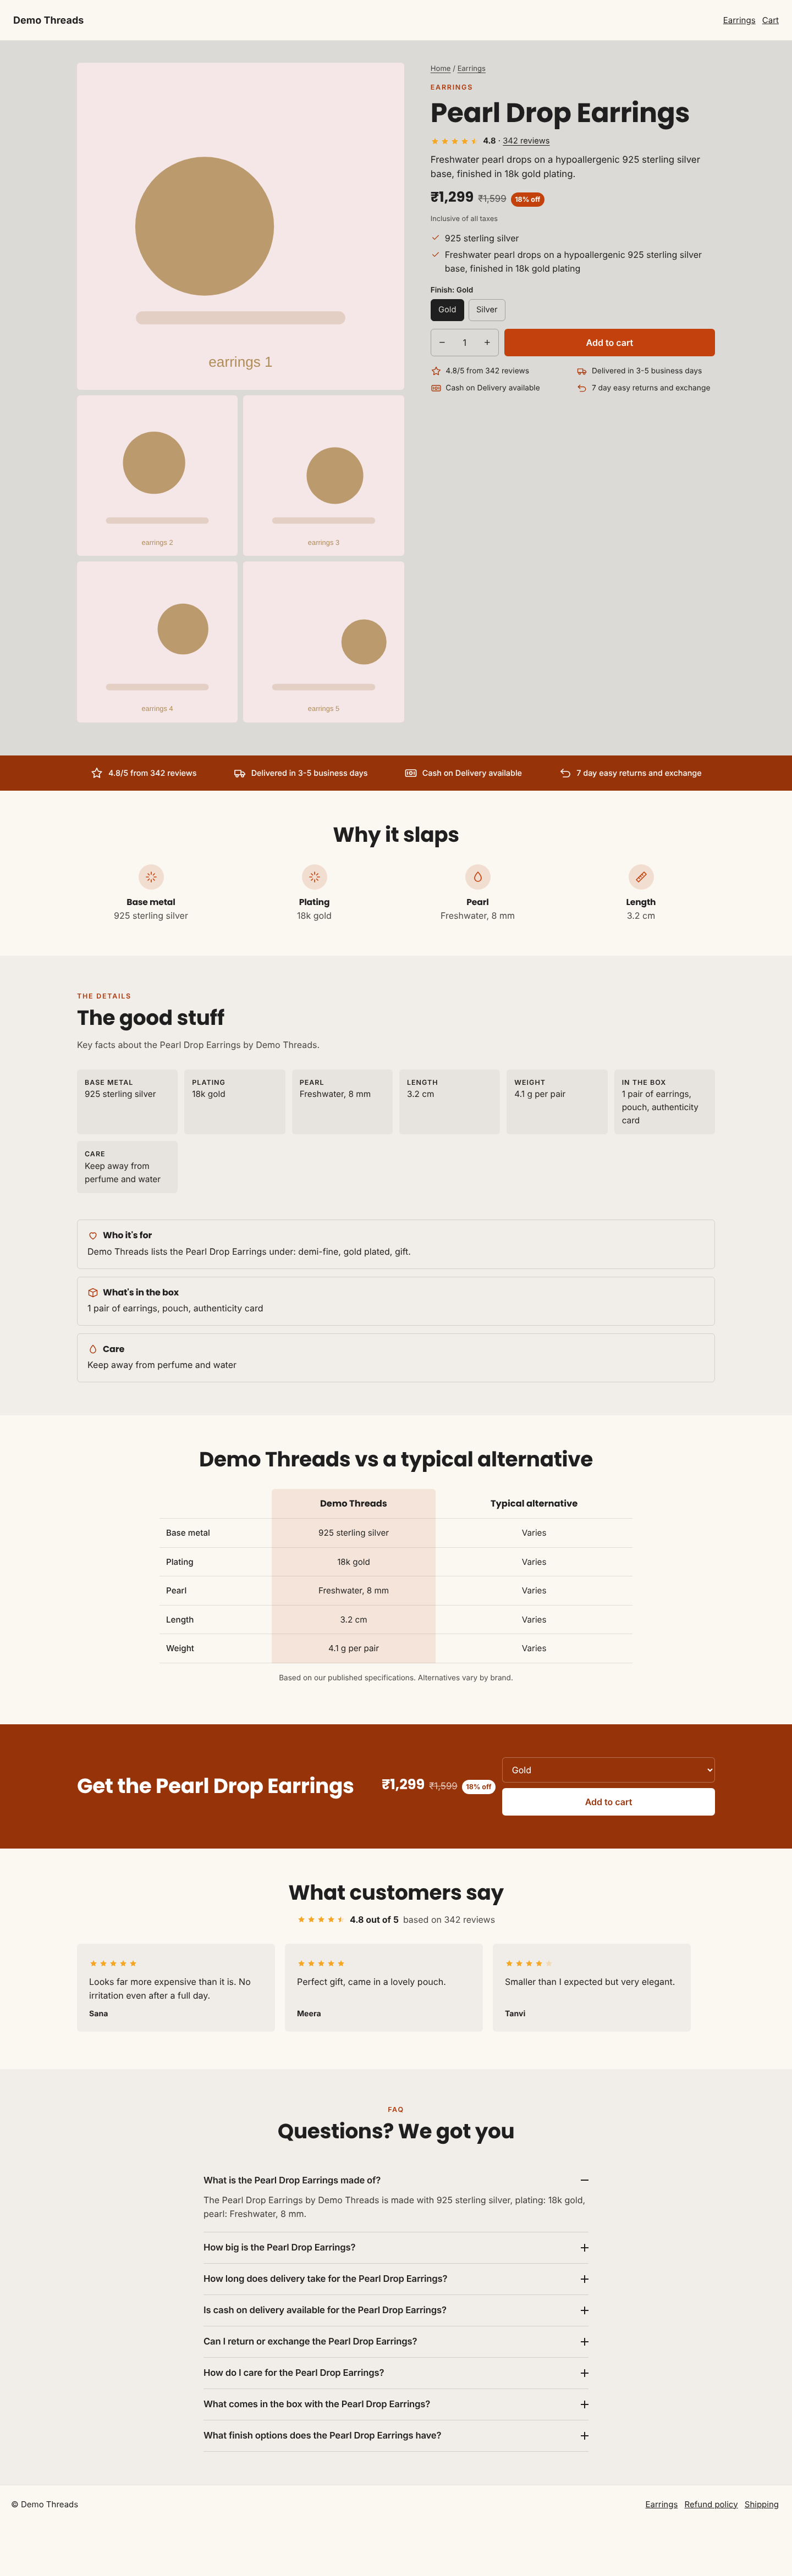 Demo Threads
Earrings Cart
earrings 1
earrings 2
earrings 3
earrings 4
earrings 5
Home / Earrings
EARRINGS
Pearl Drop Earrings
4.8 · 342 reviews
Freshwater pearl drops on a hypoallergenic 925 sterling silver
base, finished in 18k gold plating.
₹1,299 ₹1,599 18% off
Inclusive of all taxes
925 sterling silver
Freshwater pearl drops on a hypoallergenic 925 sterling silver
base, finished in 18k gold plating
Finish: Gold
Gold Silver
− 1 + Add to cart
4.8/5 from 342 reviews Delivered in 3-5 business days
Cash on Delivery available 7 day easy returns and exchange
4.8/5 from 342 reviews Delivered in 3-5 business days Cash on Delivery available 7 day easy returns and exchange
Why it slaps
Base metal Plating Pearl Length
925 sterling silver 18k gold Freshwater, 8 mm 3.2 cm
THE DETAILS
The good stuff
Key facts about the Pearl Drop Earrings by Demo Threads.
BASE METAL
925 sterling silver
PLATING
18k gold
PEARL
Freshwater, 8 mm
LENGTH
3.2 cm
WEIGHT
4.1 g per pair
IN THE BOX
1 pair of earrings,
pouch, authenticity
card
CARE
Keep away from
perfume and water
Who it's for
Demo Threads lists the Pearl Drop Earrings under: demi-fine, gold plated, gift.
What's in the box
1 pair of earrings, pouch, authenticity card
Care
Keep away from perfume and water
Demo Threads vs a typical alternative
Demo Threads Typical alternative
Base metal 925 sterling silver Varies
Plating 18k gold Varies
Pearl Freshwater, 8 mm Varies
Length 3.2 cm Varies
Weight 4.1 g per pair Varies
Based on our published specifications. Alternatives vary by brand.
Get the Pearl Drop Earrings
₹1,299 ₹1,599 18% off
Gold
Add to cart
What customers say
4.8 out of 5 based on 342 reviews
Looks far more expensive than it is. No
irritation even after a full day.
Sana
Perfect gift, came in a lovely pouch.
Meera
Smaller than I expected but very elegant.
Tanvi
FAQ
Questions? We got you
What is the Pearl Drop Earrings made of?
The Pearl Drop Earrings by Demo Threads is made with 925 sterling silver, plating: 18k gold,
pearl: Freshwater, 8 mm.
How big is the Pearl Drop Earrings?
How long does delivery take for the Pearl Drop Earrings?
Is cash on delivery available for the Pearl Drop Earrings?
Can I return or exchange the Pearl Drop Earrings?
How do I care for the Pearl Drop Earrings?
What comes in the box with the Pearl Drop Earrings?
What finish options does the Pearl Drop Earrings have?
© Demo Threads
Earrings Refund policy Shipping